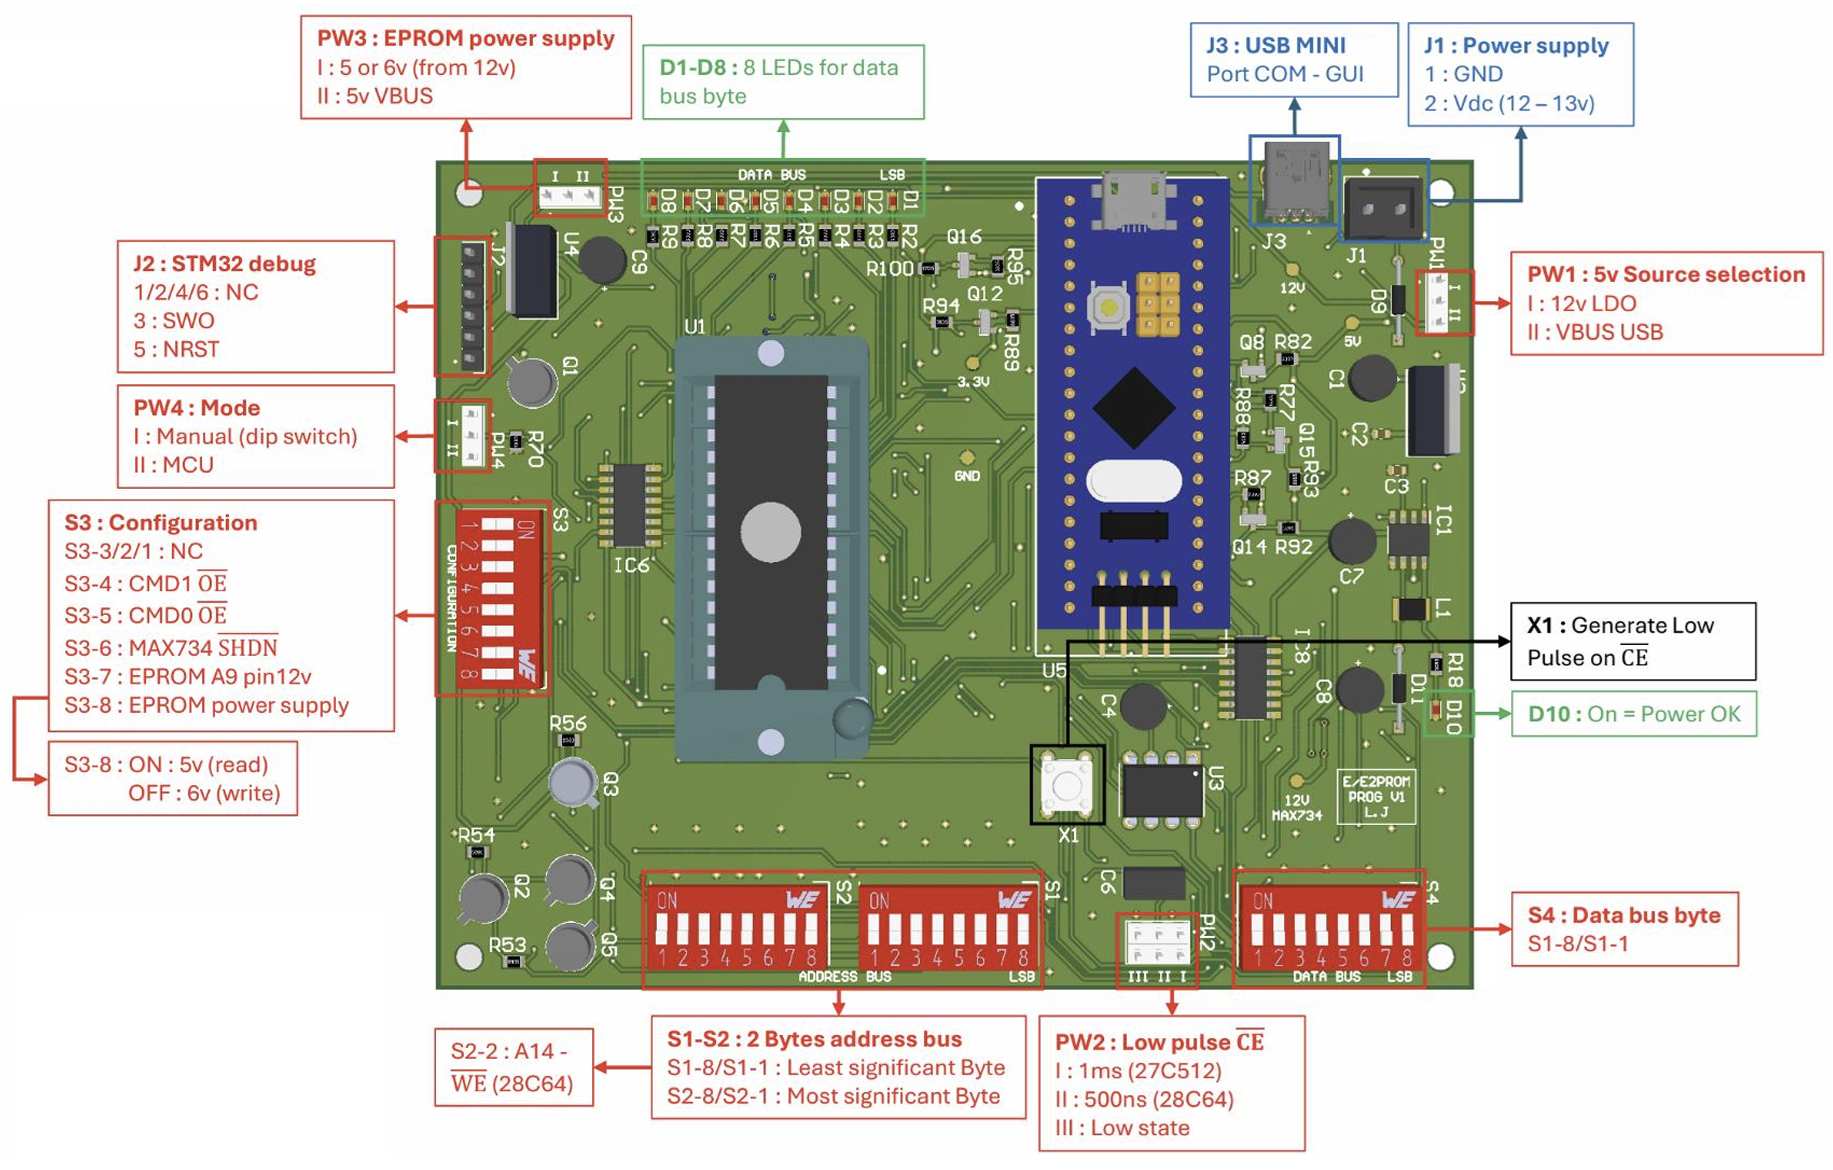 PW3 : EPROM power supply
I : 5 or 6v (from 12v)
II : 5v VBUS
D1-D8 : 8 LEDs for data
bus byte
J3 : USB MINI
Port COM - GUI
J1 : Power supply
1 : GND
2 : Vdc (12 – 13v)
J2 : STM32 debug
1/2/4/6 : NC
3 : SWO
5 : NRST
PW4 : Mode
I : Manual (dip switch)
II : MCU
S3 : Configuration
S3-3/2/1 : NC
S3-4 : CMD1 O̅E̅
S3-5 : CMD0 O̅E̅
S3-6 : MAX734 S̅H̅D̅N̅
S3-7 : EPROM A9 pin12v
S3-8 : EPROM power supply
S3-8 : ON : 5v (read)
OFF : 6v (write)
PW1 : 5v Source selection
I : 12v LDO
II : VBUS USB
X1 : Generate Low
Pulse on C̅E̅
D10 : On = Power OK
S4 : Data bus byte
S1-8/S1-1
S2-2 : A14 -
W̅E̅ (28C64)
S1-S2 : 2 Bytes address bus
S1-8/S1-1 : Least significant Byte
S2-8/S2-1 : Most significant Byte
PW2 : Low pulse C̅E̅
I : 1ms (27C512)
II : 500ns (28C64)
III : Low state
I II
PW3
DATA BUS LSB
D8 D7 D6 D5 D4 D3 D2 D1
R9 R8 R7 R6 R5 R4 R3 R2
J2
U4
C9
Q16
R100
R95
Q12
R94
R89
3.3V
U1
Q1
I II
PW4
R70
GND
J3
J1
12V
D9
PW1
I II
5V
Q8 R82
C1
R77
R88
Q15
C2
R93
R87
C3
Q14 R92
IC1
C7
S3
ON
1 2 3 4 5 6 7 8
WE
CONFIGURATION
IC6
L1
U5
IC8
R18
C8
D11
D10
C4
R56
Q3
U3
X1
12V
MAX734
E/E2PROM
PROG V1
L.J
R54
Q2
Q4
Q5
R53
C6
S2
ON WE
1 2 3 4 5 6 7 8
S1
ON WE
1 2 3 4 5 6 7 8
ADDRESS BUS LSB
PW2
III II I
S4
ON WE
1 2 3 4 5 6 7 8
DATA BUS LSB